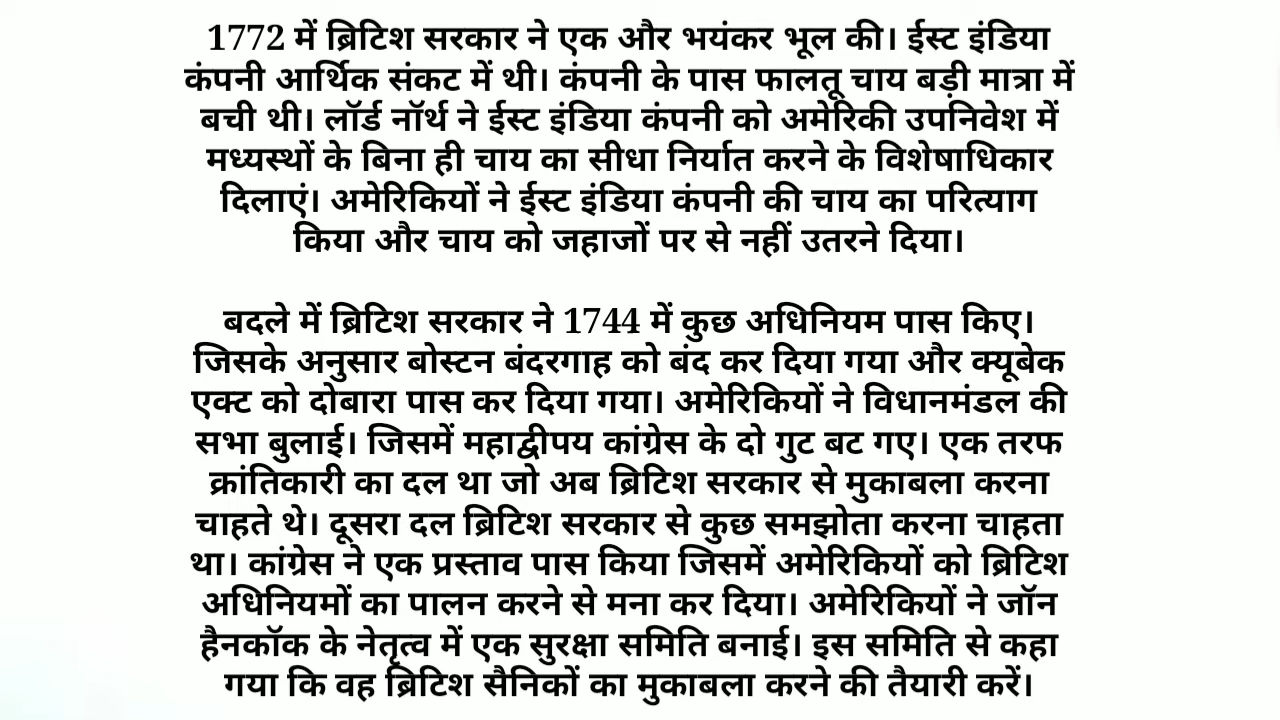 1772 में ब्रिटिश सरकार ने एक और भयंकर भूल की। ईस्ट इंडिया
कंपनी आर्थिक संकट में थी। कंपनी के पास फालतू चाय बड़ी मात्रा में
बची थी। लॉर्ड नॉर्थ ने ईस्ट इंडिया कंपनी को अमेरिकी उपनिवेश में
मध्यस्थों के बिना ही चाय का सीधा निर्यात करने के विशेषाधिकार
दिलाएं। अमेरिकियों ने ईस्ट इंडिया कंपनी की चाय का परित्याग
किया और चाय को जहाजों पर से नहीं उतरने दिया।
बदले में ब्रिटिश सरकार ने 1744 में कुछ अधिनियम पास किए।
जिसके अनुसार बोस्टन बंदरगाह को बंद कर दिया गया और क्यूबेक
एक्ट को दोबारा पास कर दिया गया। अमेरिकियों ने विधानमंडल की
सभा बुलाई। जिसमें महाद्वीपय कांग्रेस के दो गुट बट गए। एक तरफ
क्रांतिकारी का दल था जो अब ब्रिटिश सरकार से मुकाबला करना
चाहते थे। दूसरा दल ब्रिटिश सरकार से कुछ समझोता करना चाहता
था। कांग्रेस ने एक प्रस्ताव पास किया जिसमें अमेरिकियों को ब्रिटिश
अधिनियमों का पालन करने से मना कर दिया। अमेरिकियों ने जॉन
हैनकॉक के नेतृत्व में एक सुरक्षा समिति बनाई। इस समिति से कहा
गया कि वह ब्रिटिश सैनिकों का मुकाबला करने की तैयारी करें।